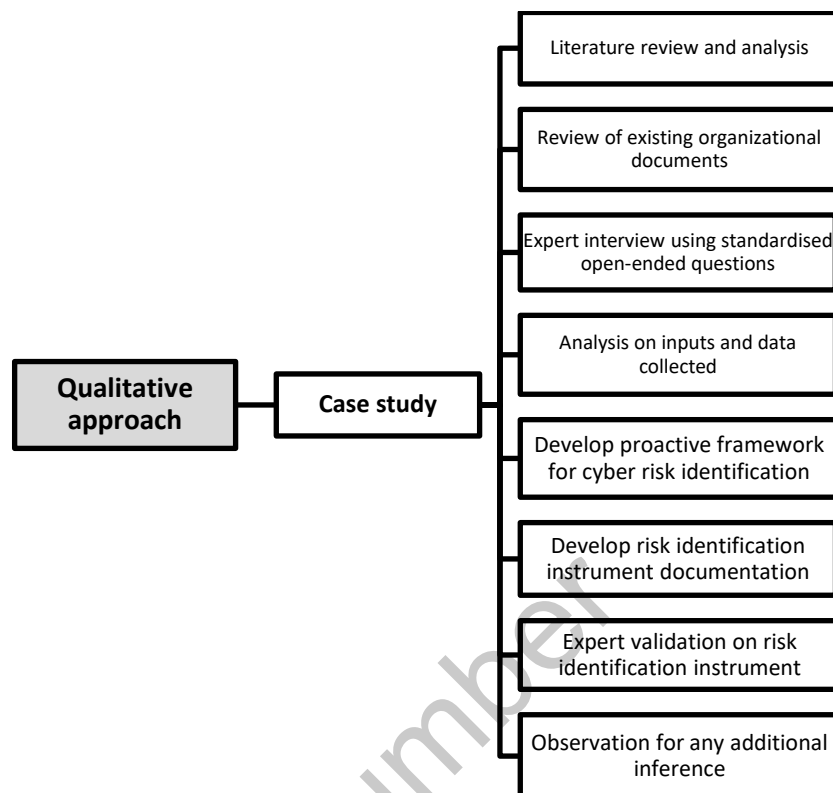 Literature review and analysis
Review of existing organizational
documents
Expert interview using standardised
open-ended questions
Analysis on inputs and data
collected
Qualitative
approach
Case study
Develop proactive framework
for cyber risk identification
Develop risk identification
instrument documentation
Expert validation on risk
identification instrument
Observation for any additional
inference